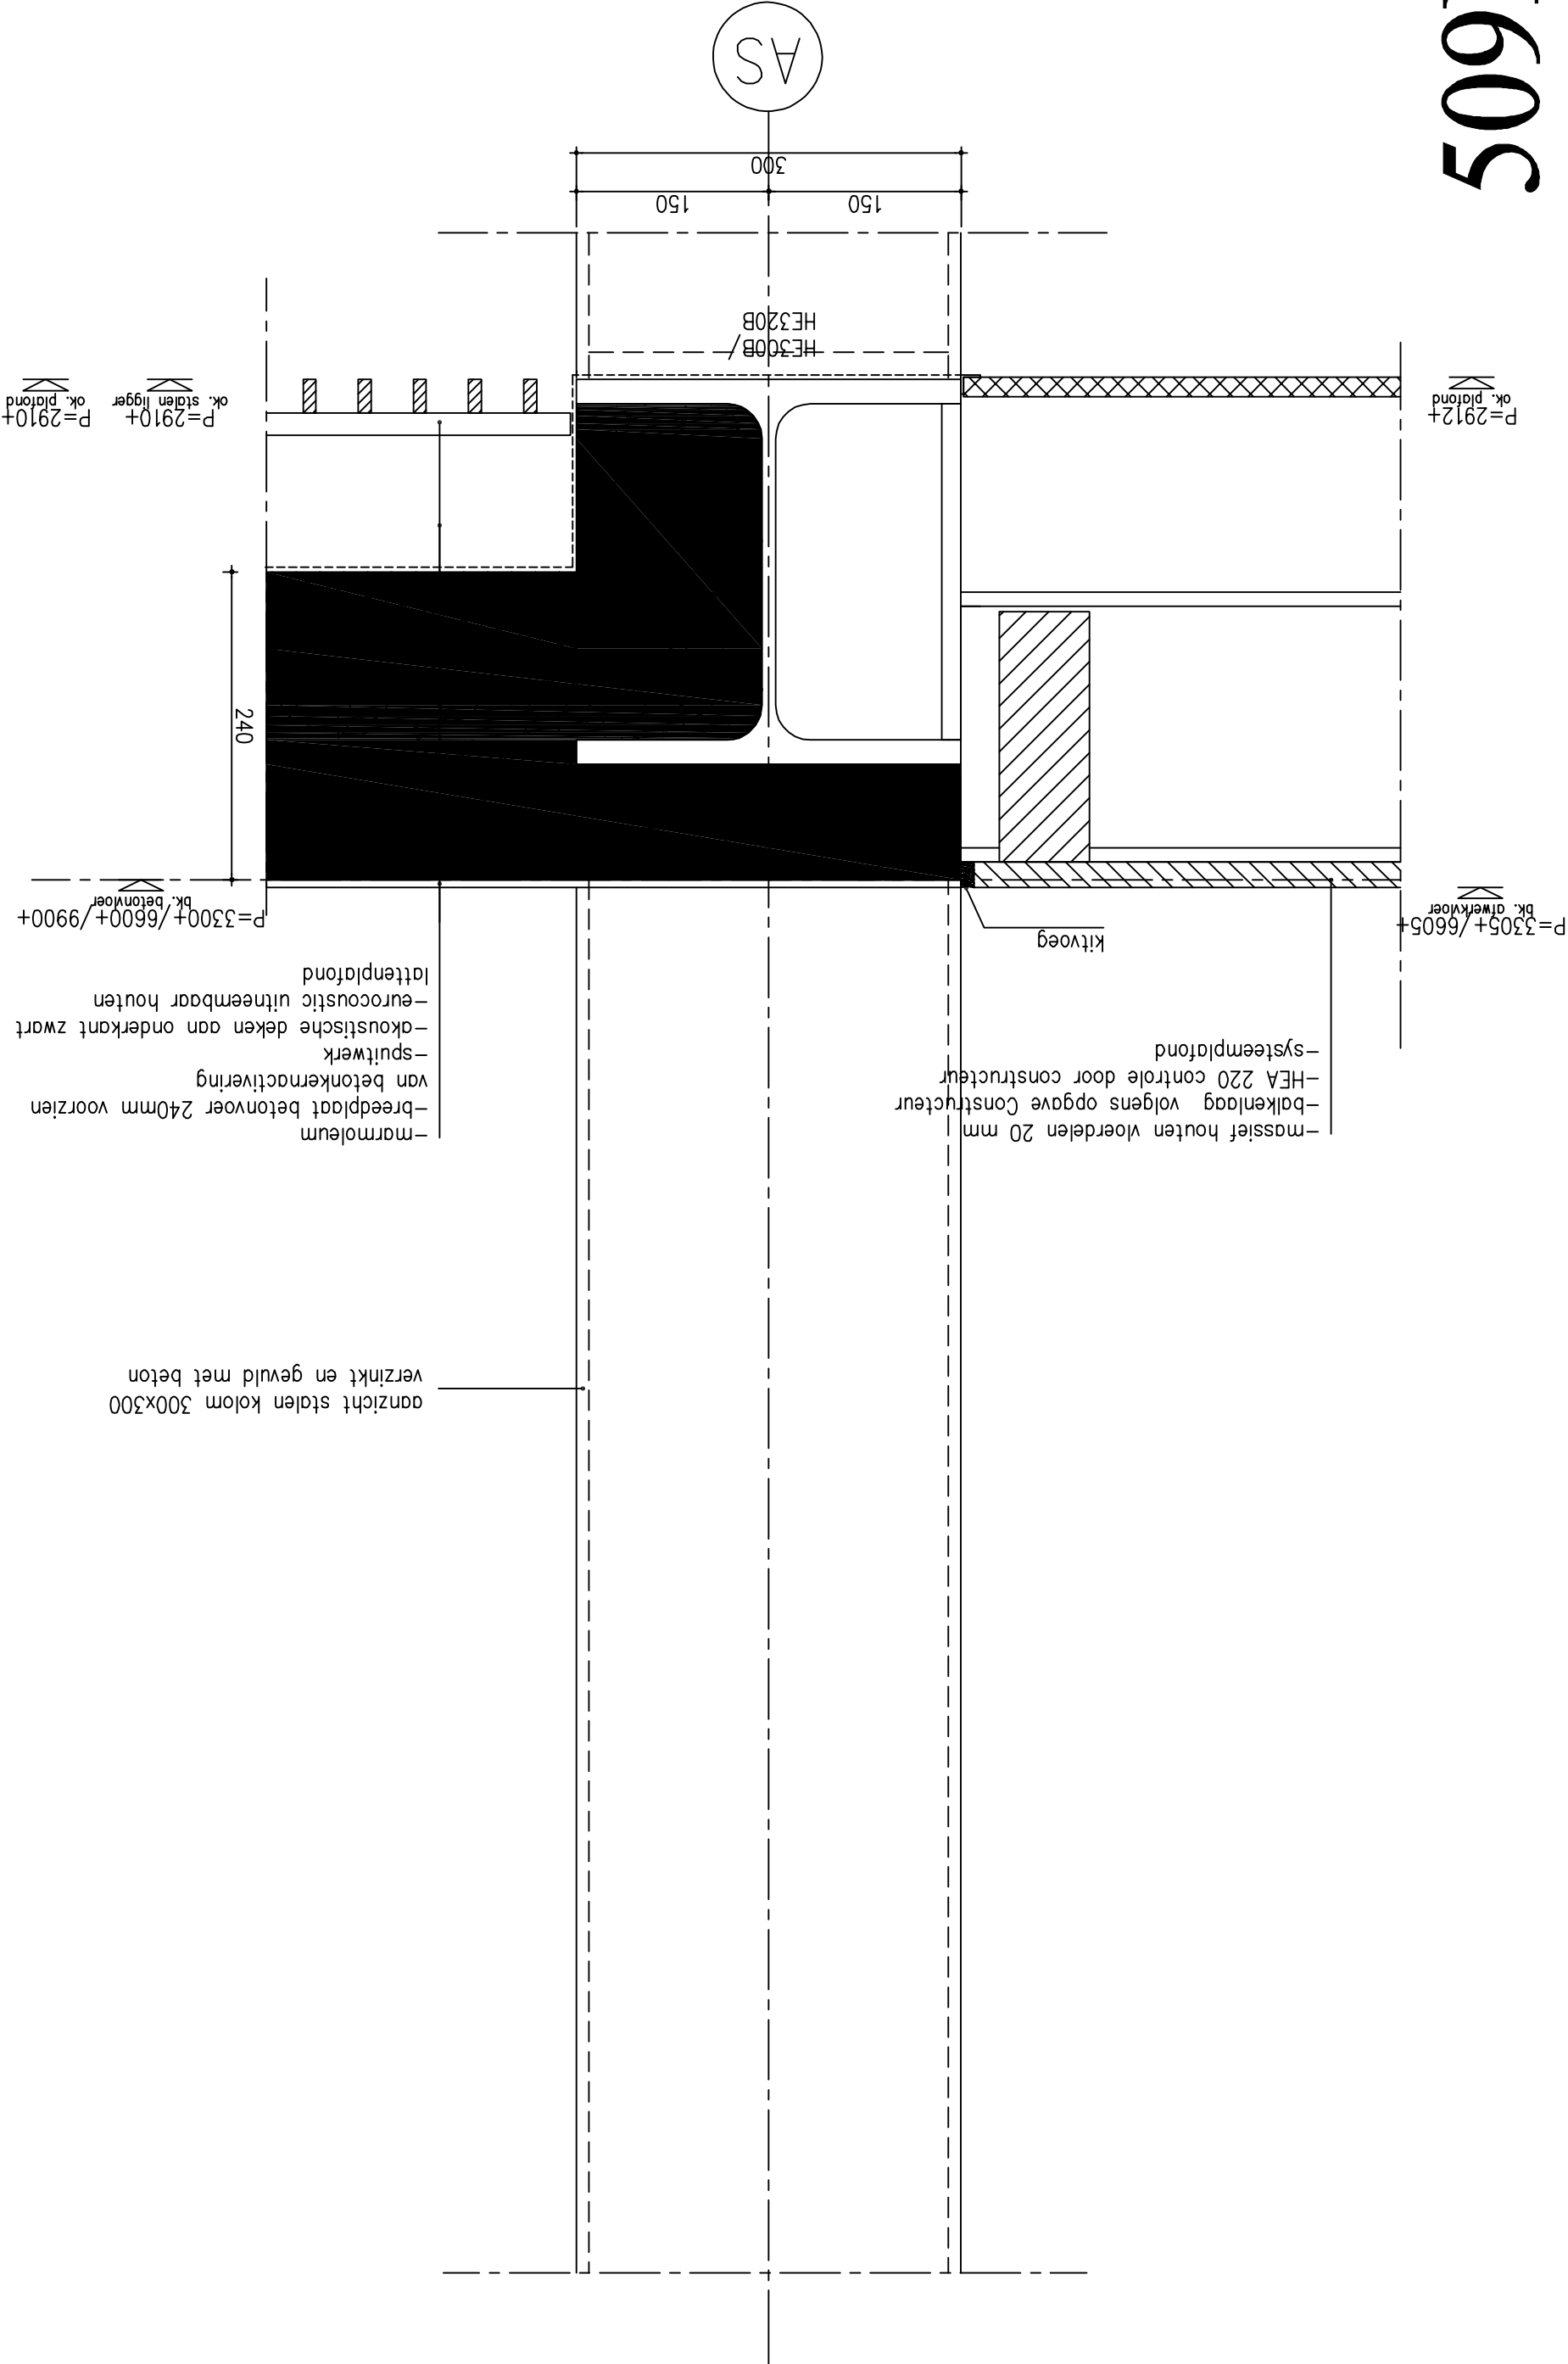 aanzicht stalen kolom 300x300
verzinkt en gevuld met beton
-massief houten vloerdelen 20 mm
-balkenlaag volgens opgave Constructeur
-HEA 220 controle door constructeur
-systeemplafond
-marmoleum
-breedplaat betonvoer 240mm voorzien
van betonkernactivering
-spuitwerk
-akoustische deken aan onderkant zwart
-eurocoustic uitneembaar houten
lattenplafond
kitvoeg
P=3305+/6605+
bk. afwerkvloer
P=3300+/6600+/9900+
bk. betonvloer
240
P=2912+
ok. plafond
P=2910+
ok. stalen ligger
P=2910+
ok. plafond
HE300B
HE320B
150
150
300
AS
509